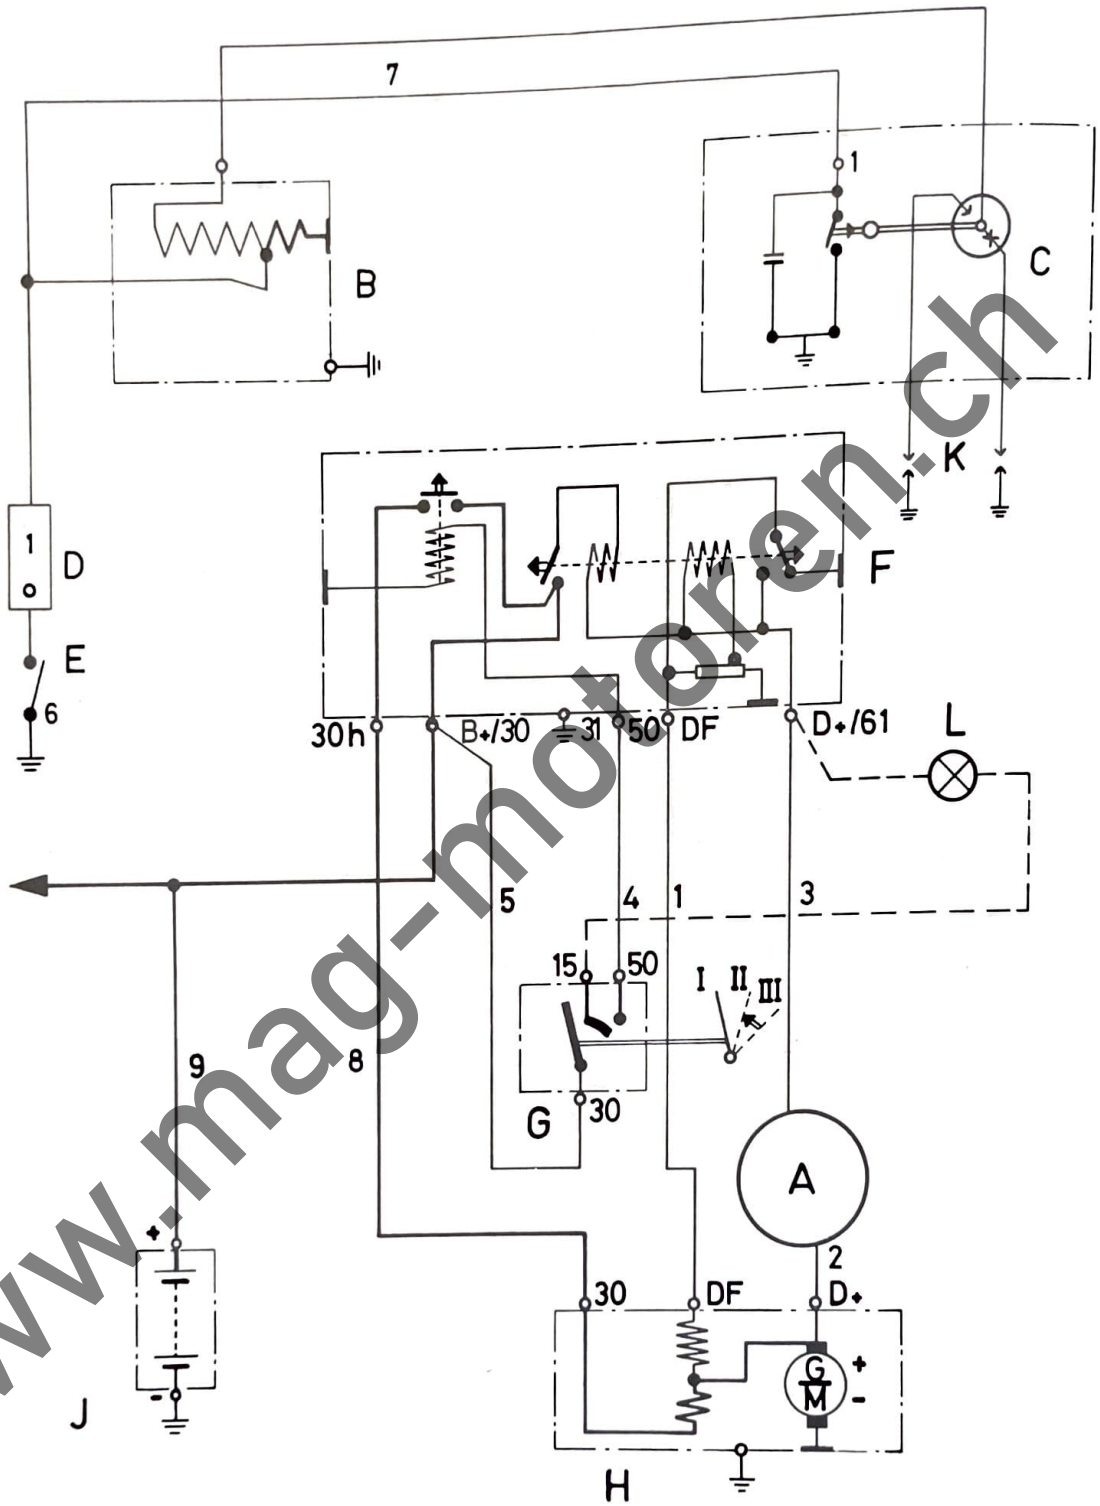 7
1
C
B
K
1
D
F
E
6
30h
B+/30
31
50
DF
D+/61
L
5
4
1
3
15
50
I
II
III
9
8
30
G
A
2
+
30
DF
D+
G
M
+
-
-
J
H
www.mag-motoren.ch